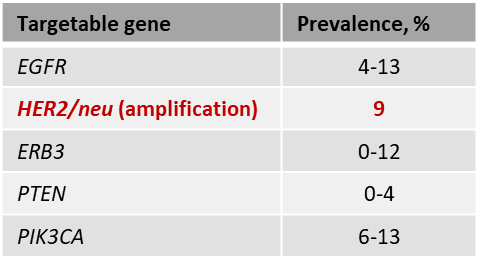 Targetable gene Prevalence, %
EGFR 4-13
HER2/neu (amplification) 9
ERB3 0-12
PTEN 0-4
PIK3CA 6-13